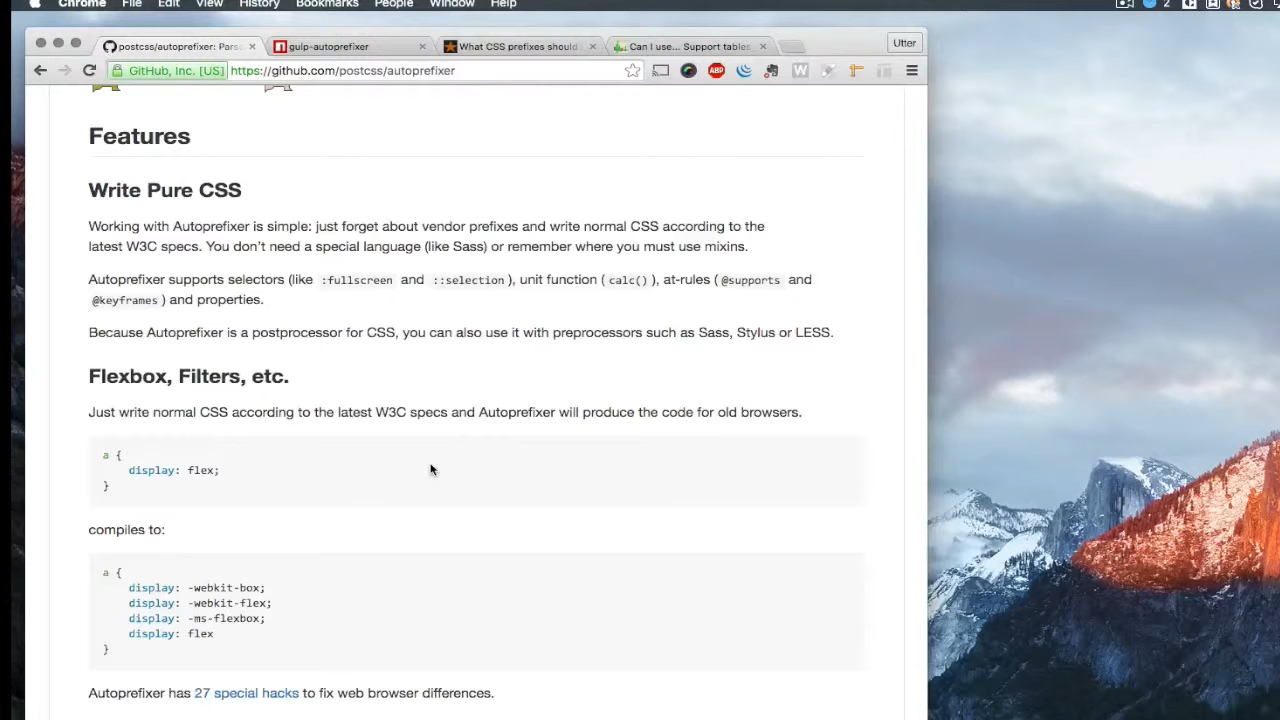 Chrome File Edit View History Bookmarks People Window Help 2
postcss/autoprefixer: Pars
gulp-autoprefixer
What CSS prefixes should
Can I use... Support tables
Utter
GitHub, Inc. [US] https://github.com/postcss/autoprefixer
ABP
W
Features
Write Pure CSS
Working with Autoprefixer is simple: just forget about vendor prefixes and write normal CSS according to the
latest W3C specs. You don't need a special language (like Sass) or remember where you must use mixins.
Autoprefixer supports selectors (like :fullscreen and ::selection), unit function (calc()), at-rules (@supports and
@keyframes) and properties.
Because Autoprefixer is a postprocessor for CSS, you can also use it with preprocessors such as Sass, Stylus or LESS.
Flexbox, Filters, etc.
Just write normal CSS according to the latest W3C specs and Autoprefixer will produce the code for old browsers.
a {
display: flex;
}
compiles to:
a {
display: -webkit-box;
display: -webkit-flex;
display: -ms-flexbox;
display: flex
}
Autoprefixer has 27 special hacks to fix web browser differences.